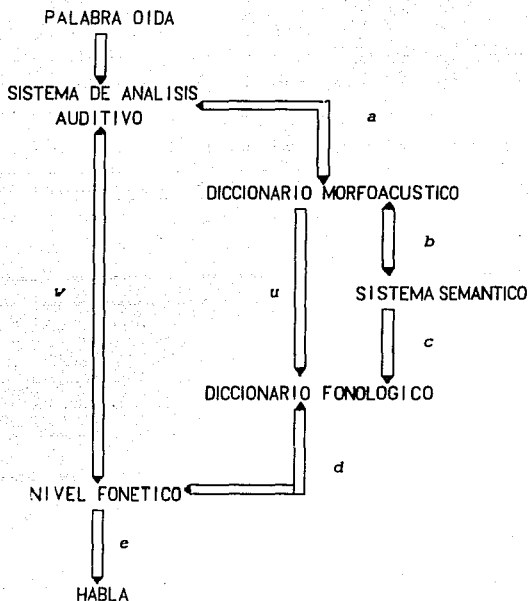 PALABRA OIDA
SISTEMA DE ANALISIS
AUDITIVO
a
DICCIONARIO MORFOACUSTICO
b
v
u
SISTEMA SEMANTICO
c
DICCIONARIO FONOLOGICO
d
NIVEL FONETICO
e
HABLA